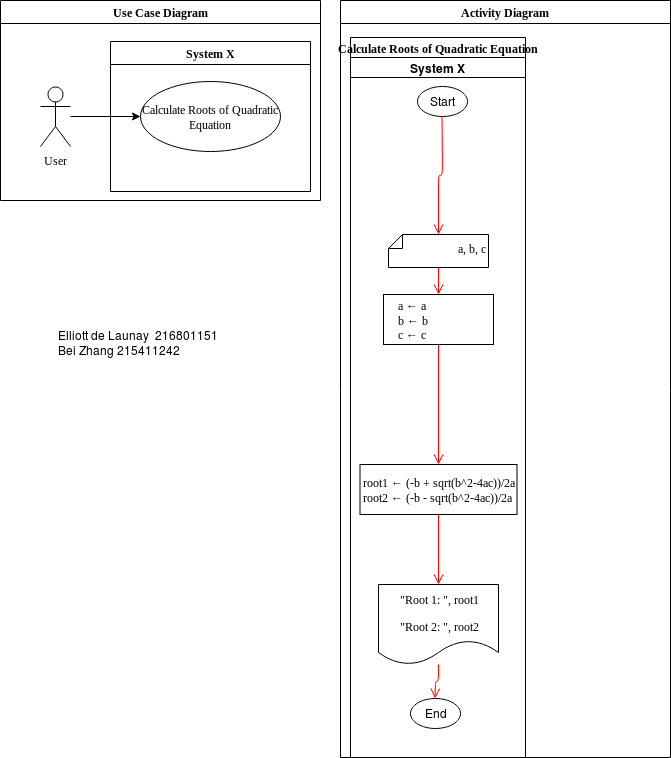 Use Case Diagram
System X
Calculate Roots of Quadratic
Equation
User
Elliott de Launay  216801151
Bei Zhang 215411242
Activity Diagram
Calculate Roots of Quadratic Equation
System X
Start
a, b, c
a ← a
b ← b
c ← c
root1 ← (-b + sqrt(b^2-4ac))/2a
root2 ← (-b - sqrt(b^2-4ac))/2a
"Root 1: ", root1
"Root 2: ", root2
End